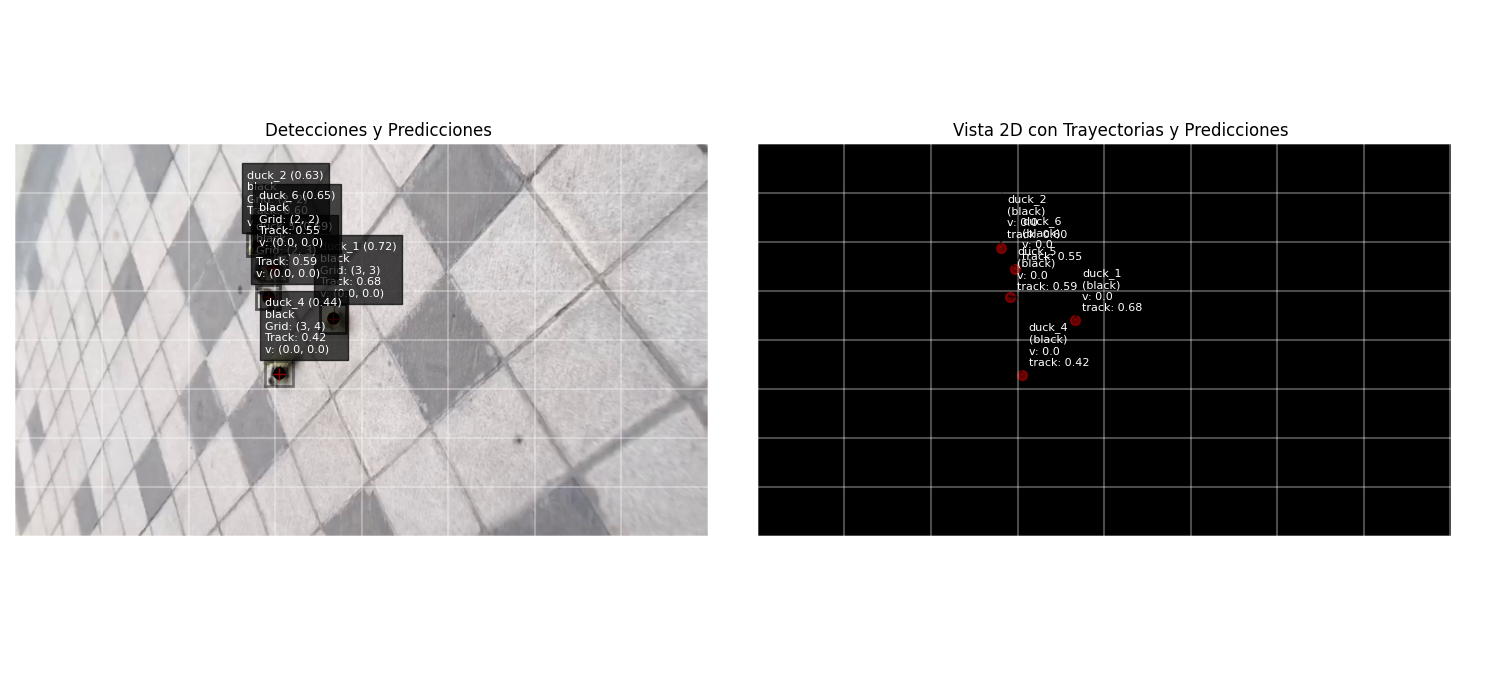 Detecciones y Predicciones
duck_2 (0.63)
duck_6 (0.65)
black
Grid: (2, 2)
Track: 0.55
v: (0.0, 0.0)
Track: 0.59
v: (0.0, 0.0)
duck_1 (0.72)
black
Grid: (3, 3)
Track: 0.68
v: (0.0, 0.0)
duck_4 (0.44)
black
Grid: (3, 4)
Track: 0.42
v: (0.0, 0.0)
Vista 2D con Trayectorias y Predicciones
duck_2
(black)
v: 0.0
track: 0.60
duck_6
(black)
v: 0.0
track: 0.55
duck_5
(black)
v: 0.0
track: 0.59
duck_1
(black)
v: 0.0
track: 0.68
duck_4
(black)
v: 0.0
track: 0.42